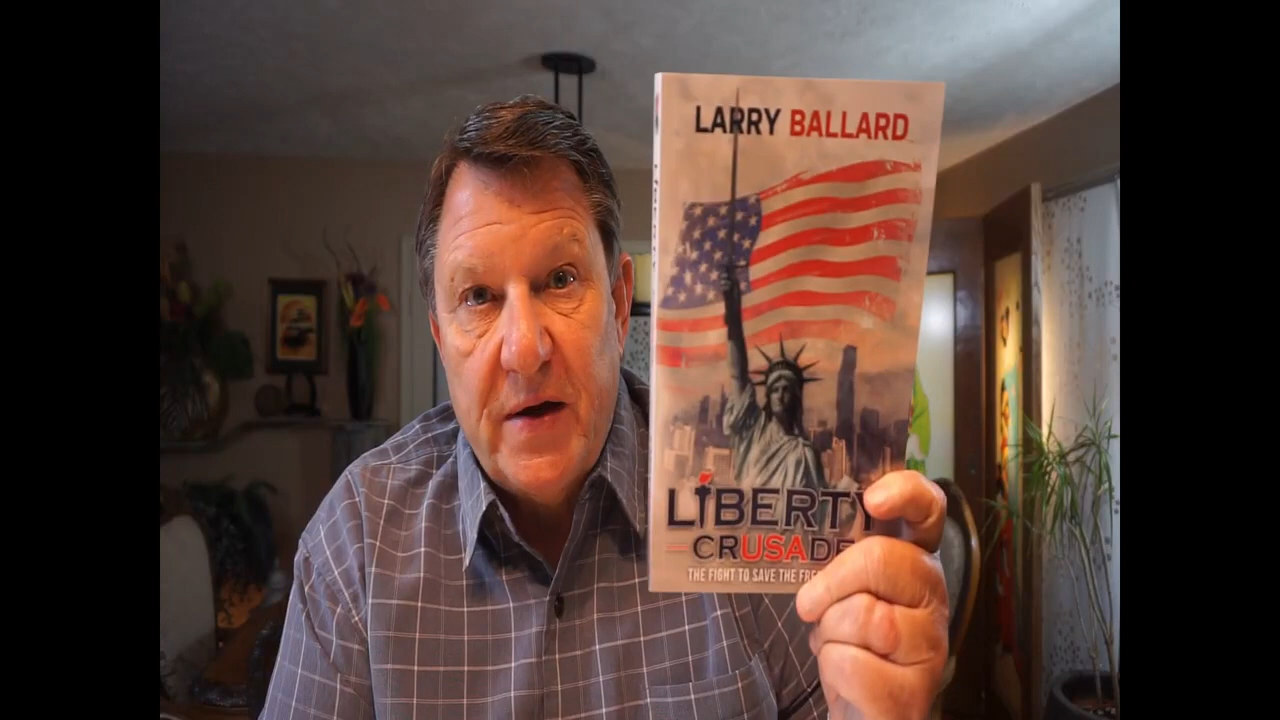 LARRY BALLARD
LIBERTY
CRUSADE
THE FIGHT TO SAVE THE